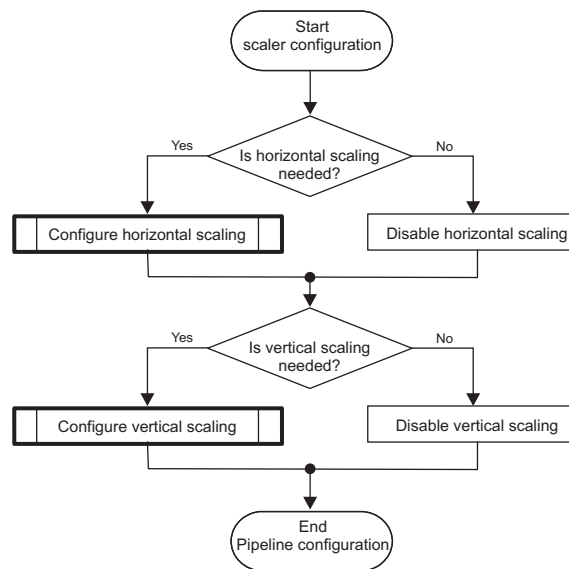 Start
scaler configuration
Yes
Is horizontal scaling
needed?
No
Configure horizontal scaling
Disable horizontal scaling
Yes
Is vertical scaling
needed?
No
Configure vertical scaling
Disable vertical scaling
End
Pipeline configuration